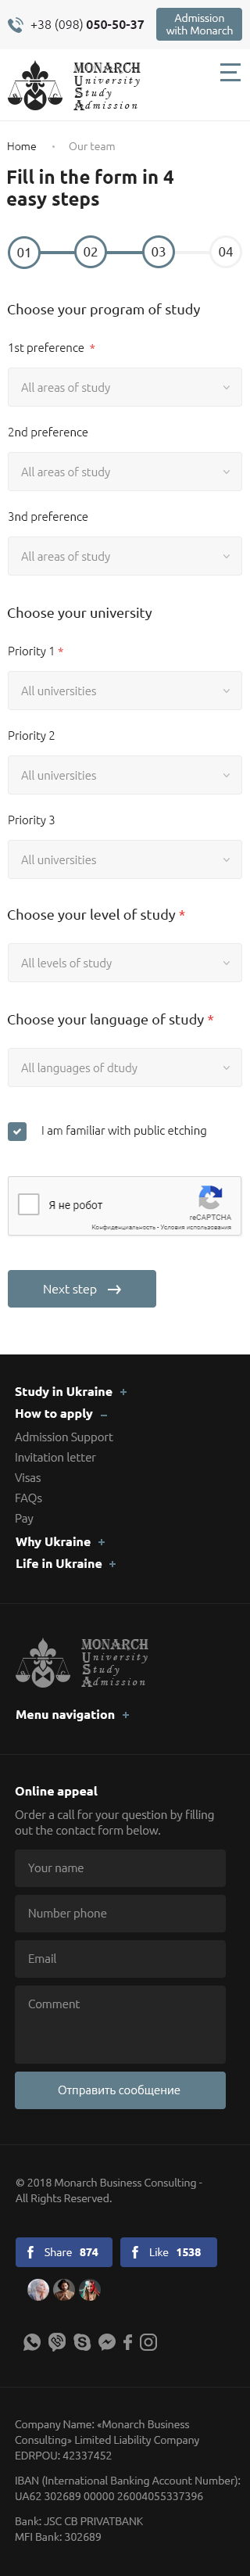 +38 (098) 050-50-37
Admission
with Monarch
MONARCH
University
Study
Admission
Home • Our team
Fill the form in 4
easy steps
01 02 03 04
Choose your program of study
1st preference *
All areas of study
2nd preference
All areas of study
3nd preference
All areas of study
Choose your university
Priority 1 *
All universities
Priority 2
All universities
Priority 3
All universities
Choose your level of study *
All levels of study
Choose your language of study *
All languages of dtudy
I am familiar with public etching
Я не робот
reCAPTCHA
Конфиденциальность - Условия использования
Next step →
Study in Ukraine +
How to apply –
Admission Support
Invitation letter
Visas
FAQs
Pay
Why Ukraine +
Life in Ukraine +
MONARCH
University
Study
Admission
Menu navigation +
Online appeal
Order a call for your question by filling
out the contact form below.
Your name
Number phone
Email
Comment
Отправить сообщение
© 2018 Monarch Business Consulting -
All Rights Reserved.
f Share 874
f Like 1538
Company Name: «Monarch Business
Consulting» Limited Liability Company
EDRPOU: 42337452
IBAN (International Banking Account Number):
UA62 302689 00000 26004055337396
Bank: JSC CB PRIVATBANK
MFI Bank: 302689